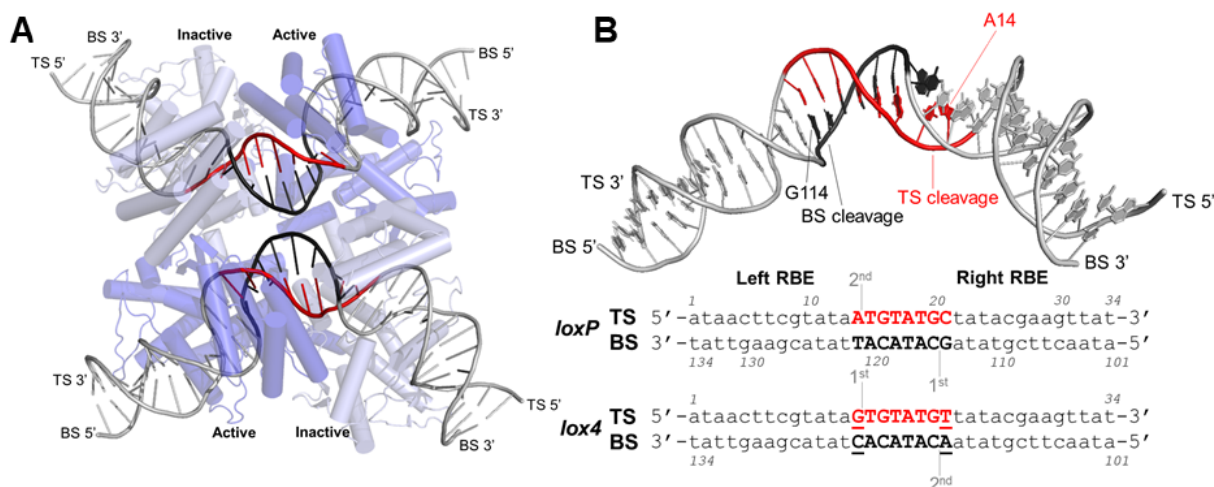 A
BS 3'
TS 5'
Inactive
Active
BS 5'
TS 3'
TS 3'
BS 5'
Active
Inactive
TS 5'
BS 3'
B
A14
TS 3'
BS 5'
G114
BS cleavage
TS cleavage
TS 5'
BS 3'
Left RBE
Right RBE
2nd
1 10 20 30 34
loxP TS 5′-ataacttcgtataATGTATGCtatacgaagttat-3′
BS 3′-tattgaagcatatTACATACGatatgcttcaata-5′
134 130 120 110 101
1st 1st
1 34
lox4 TS 5′-ataacttcgtataGTGTATGTtatacgaagttat-3′
BS 3′-tattgaagcatatCACATACAatatgcttcaata-5′
134 101
2nd